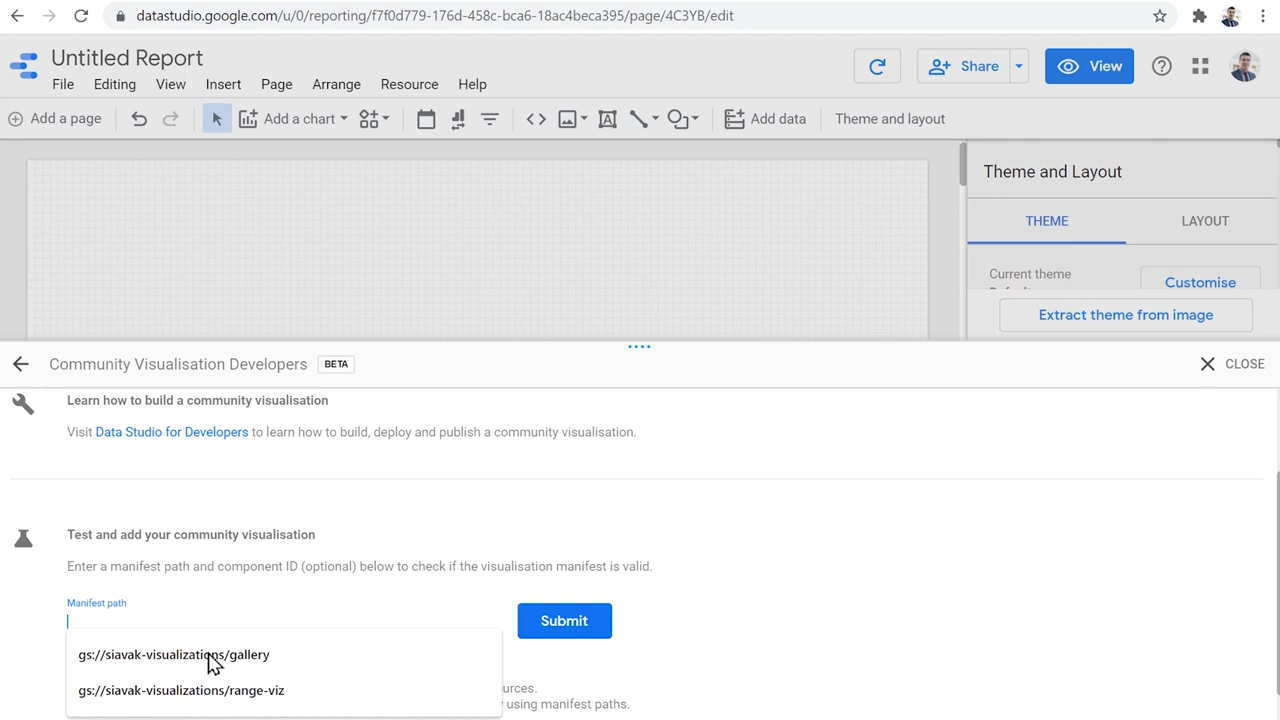 datastudio.google.com/u/0/reporting/f7f0d779-176d-458c-bca6-18ac4beca395/page/4C3YB/edit
Untitled Report
File Editing View Insert Page Arrange Resource Help
Share
View
Add a page
Add a chart
Add data
Theme and layout
Theme and Layout
THEME LAYOUT
Current theme
Customise
Extract theme from image
Community Visualisation Developers BETA
CLOSE
Learn how to build a community visualisation
Visit Data Studio for Developers to learn how to build, deploy and publish a community visualisation.
Test and add your community visualisation
Enter a manifest path and component ID (optional) below to check if the visualisation manifest is valid.
Manifest path
Submit
gs://siavak-visualizations/gallery
gs://siavak-visualizations/range-viz
using manifest paths.